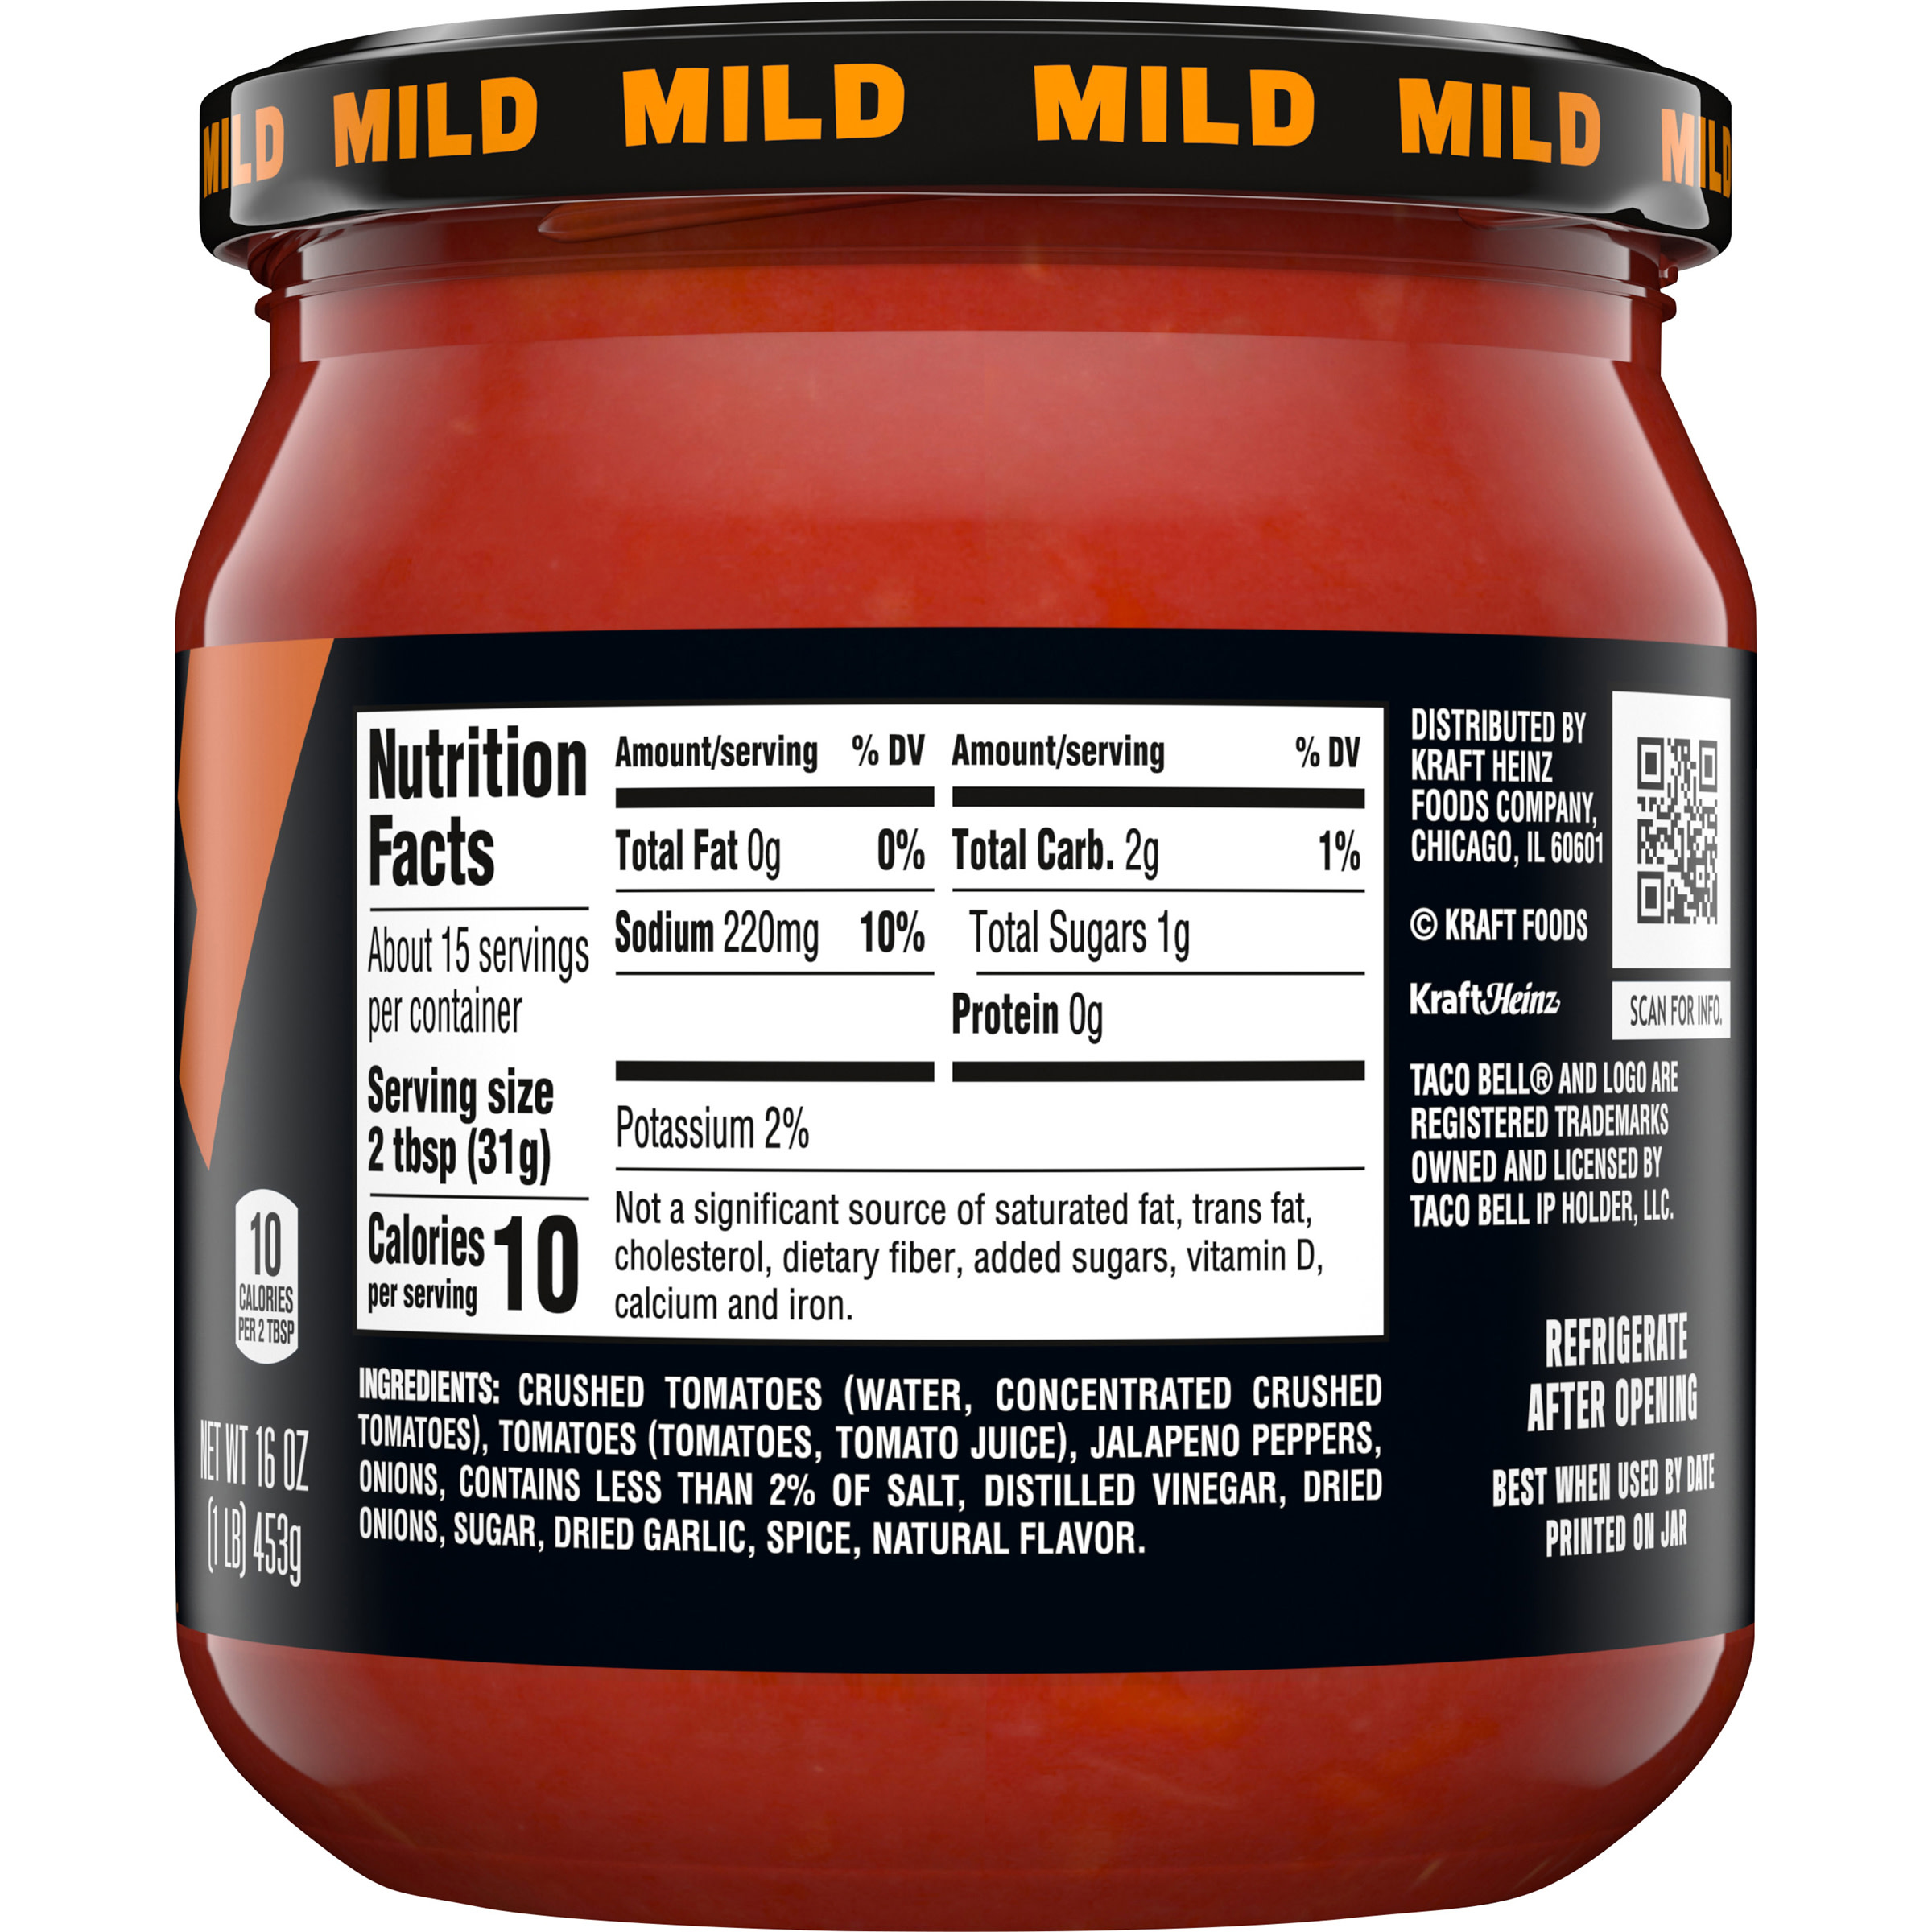 MILD MILD MILD MILD MILD MILD
Nutrition
Facts
About 15 servings
per container
Serving size
2 tbsp (31g)
Calories 10
per serving
Amount/serving % DV
Total Fat 0g 0%
Sodium 220mg 10%
Amount/serving % DV
Total Carb. 2g 1%
Total Sugars 1g
Protein 0g
Potassium 2%
Not a significant source of saturated fat, trans fat,
cholesterol, dietary fiber, added sugars, vitamin D,
calcium and iron.
INGREDIENTS: CRUSHED TOMATOES (WATER, CONCENTRATED CRUSHED
TOMATOES), TOMATOES (TOMATOES, TOMATO JUICE), JALAPENO PEPPERS,
ONIONS, CONTAINS LESS THAN 2% OF SALT, DISTILLED VINEGAR, DRIED
ONIONS, SUGAR, DRIED GARLIC, SPICE, NATURAL FLAVOR.
10
CALORIES
PER 2 TBSP
NET WT 16 OZ
(1 LB) 453g
DISTRIBUTED BY
KRAFT HEINZ
FOODS COMPANY,
CHICAGO, IL 60601
© KRAFT FOODS
KraftHeinz
SCAN FOR INFO.
TACO BELL® AND LOGO ARE
REGISTERED TRADEMARKS
OWNED AND LICENSED BY
TACO BELL IP HOLDER, LLC.
REFRIGERATE
AFTER OPENING
BEST WHEN USED BY DATE
PRINTED ON JAR